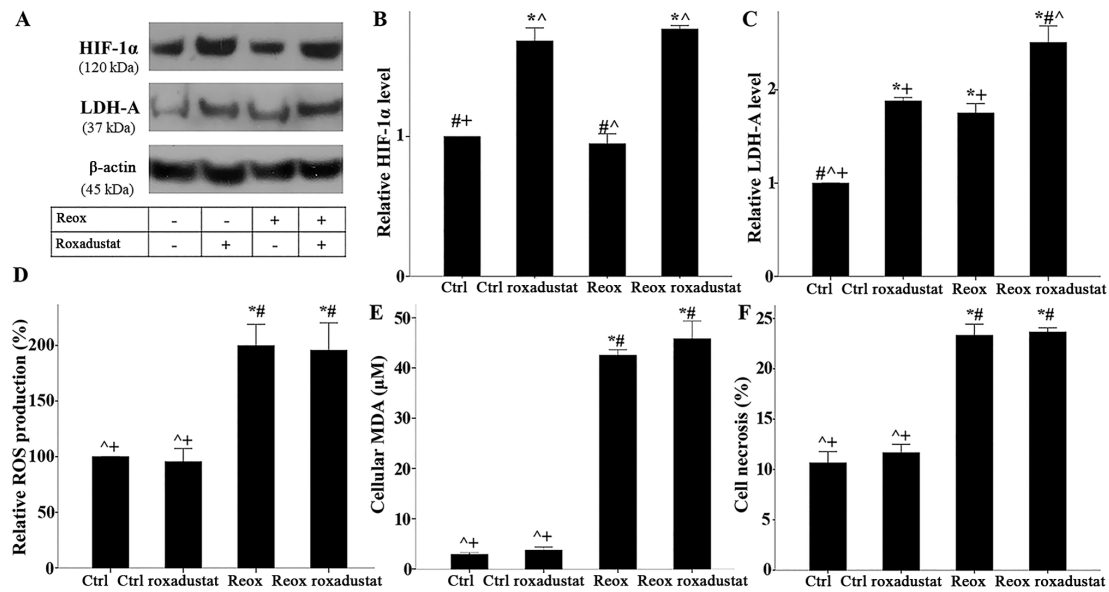 A
HIF-1α
(120 kDa)
LDH-A
(37 kDa)
β-actin
(45 kDa)
Reox - - + +
Roxadustat - + - +
B
Relative HIF-1α level
1
0
#+
*^
#^
*^
Ctrl
Ctrl roxadustat
Reox
Reox roxadustat
C
Relative LDH-A level
2
1
0
#^+
*+
*+
*#^
Ctrl
Ctrl roxadustat
Reox
Reox roxadustat
D
Relative ROS production (%)
200
150
100
50
0
^+
^+
*#
*#
Ctrl
Ctrl roxadustat
Reox
Reox roxadustat
E
Cellular MDA (μM)
50
40
30
20
10
0
^+
^+
*#
*#
Ctrl
Ctrl roxadustat
Reox
Reox roxadustat
F
Cell necrosis (%)
25
20
15
10
5
0
^+
^+
*#
*#
Ctrl
Ctrl roxadustat
Reox
Reox roxadustat